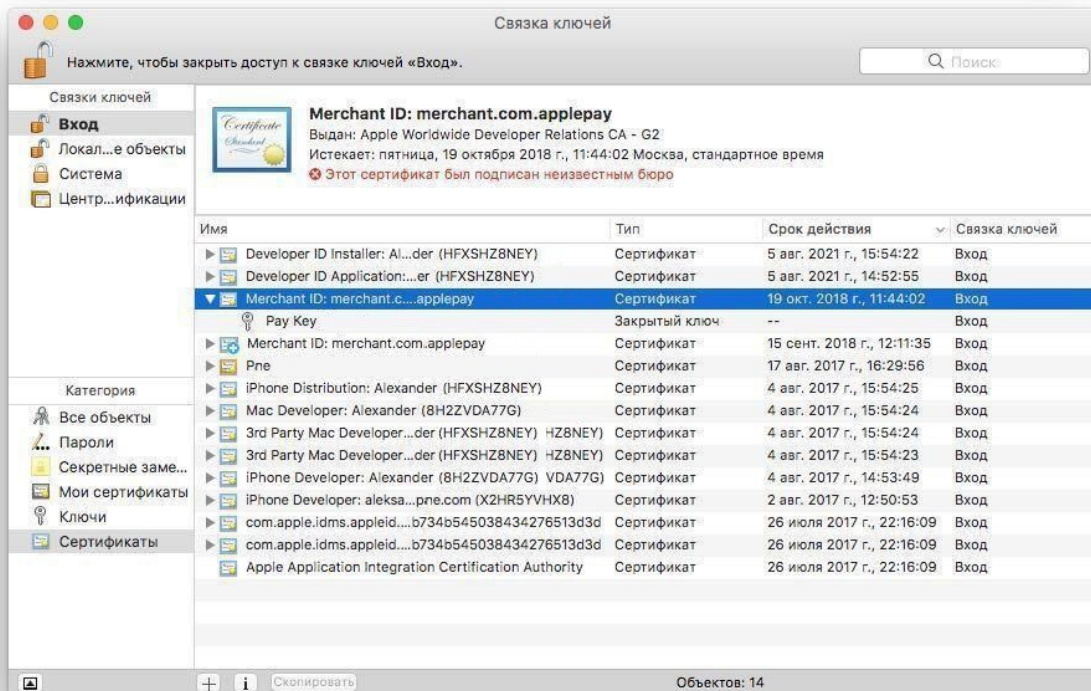 Связка ключей
Нажмите, чтобы закрыть доступ к связке ключей «Вход».
Поиск
Связки ключей
Вход
Локал...е объекты
Система
Центр...ификации
Certificate
Standard
Merchant ID: merchant.com.applepay
Выдан: Apple Worldwide Developer Relations CA - G2
Истекает: пятница, 19 октября 2018 г., 11:44:02 Москва, стандартное время
Этот сертификат был подписан неизвестным бюро
Имя Тип Срок действия Связка ключей
Developer ID Installer: Al...der (HFXSHZ8NEY) Сертификат 5 авг. 2021 г., 15:54:22 Вход
Developer ID Application:...er (HFXSHZ8NEY) Сертификат 5 авг. 2021 г., 14:52:55 Вход
Merchant ID: merchant.c....applepay Сертификат 19 окт. 2018 г., 11:44:02 Вход
Pay Key Закрытый ключ -- Вход
Merchant ID: merchant.com.applepay Сертификат 15 сент. 2018 г., 12:11:35 Вход
Pne Сертификат 17 авг. 2017 г., 16:29:56 Вход
iPhone Distribution: Alexander (HFXSHZ8NEY) Сертификат 4 авг. 2017 г., 15:54:25 Вход
Mac Developer: Alexander (8H2ZVDA77G) Сертификат 4 авг. 2017 г., 15:54:24 Вход
3rd Party Mac Developer...der (HFXSHZ8NEY) HZ8NEY) Сертификат 4 авг. 2017 г., 15:54:24 Вход
3rd Party Mac Developer...der (HFXSHZ8NEY) HZ8NEY) Сертификат 4 авг. 2017 г., 15:54:23 Вход
iPhone Developer: Alexander (8H2ZVDA77G) VDA77G) Сертификат 4 авг. 2017 г., 14:53:49 Вход
iPhone Developer: aleksa...pne.com (X2HR5YVHX8) Сертификат 2 авг. 2017 г., 12:50:53 Вход
com.apple.idms.appleid....b734b545038434276513d3d Сертификат 26 июля 2017 г., 22:16:09 Вход
com.apple.idms.appleid....b734b545038434276513d3d Сертификат 26 июля 2017 г., 22:16:09 Вход
Apple Application Integration Certification Authority Сертификат 26 июля 2017 г., 22:16:09 Вход
Категория
Все объекты
Пароли
Секретные заме...
Мои сертификаты
Ключи
Сертификаты
Скопировать
Объектов: 14